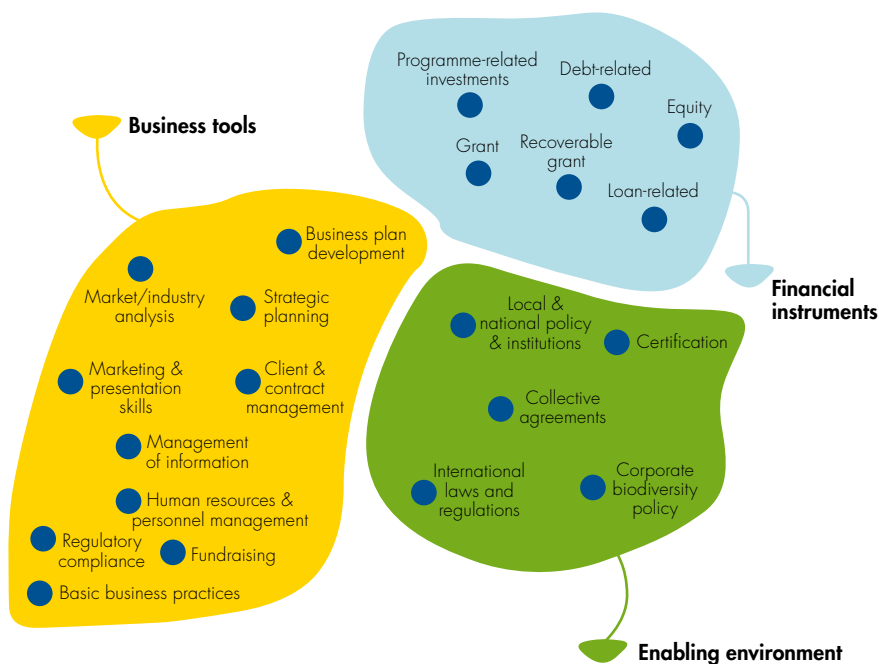 Business tools
Business plan
development
Market/industry
analysis
Strategic
planning
Marketing &
presentation
skills
Client &
contract
management
Management
of information
Human resources &
personnel management
Regulatory
compliance
Fundraising
Basic business practices
Programme-related
investments
Debt-related
Equity
Grant
Recoverable
grant
Loan-related
Financial
instruments
Local &
national policy
& institutions
Certification
Collective
agreements
International
laws and
regulations
Corporate
biodiversity
policy
Enabling environment